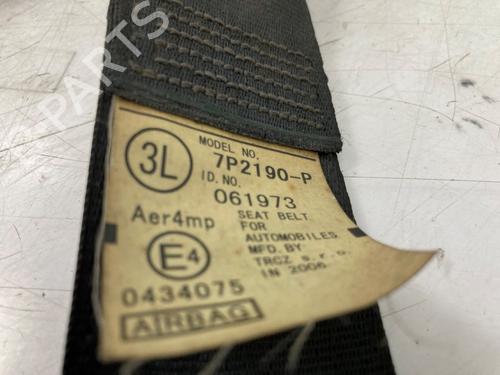 PARTS
MODEL NO.
3L
7P2190-P
ID.NO.
061973
Aer4mp
SEAT BELT
FOR
AUTOMOBILES
MFD. BY
TRCZ s.r.o.
IN 2006
E4
0434075
AIRBAG